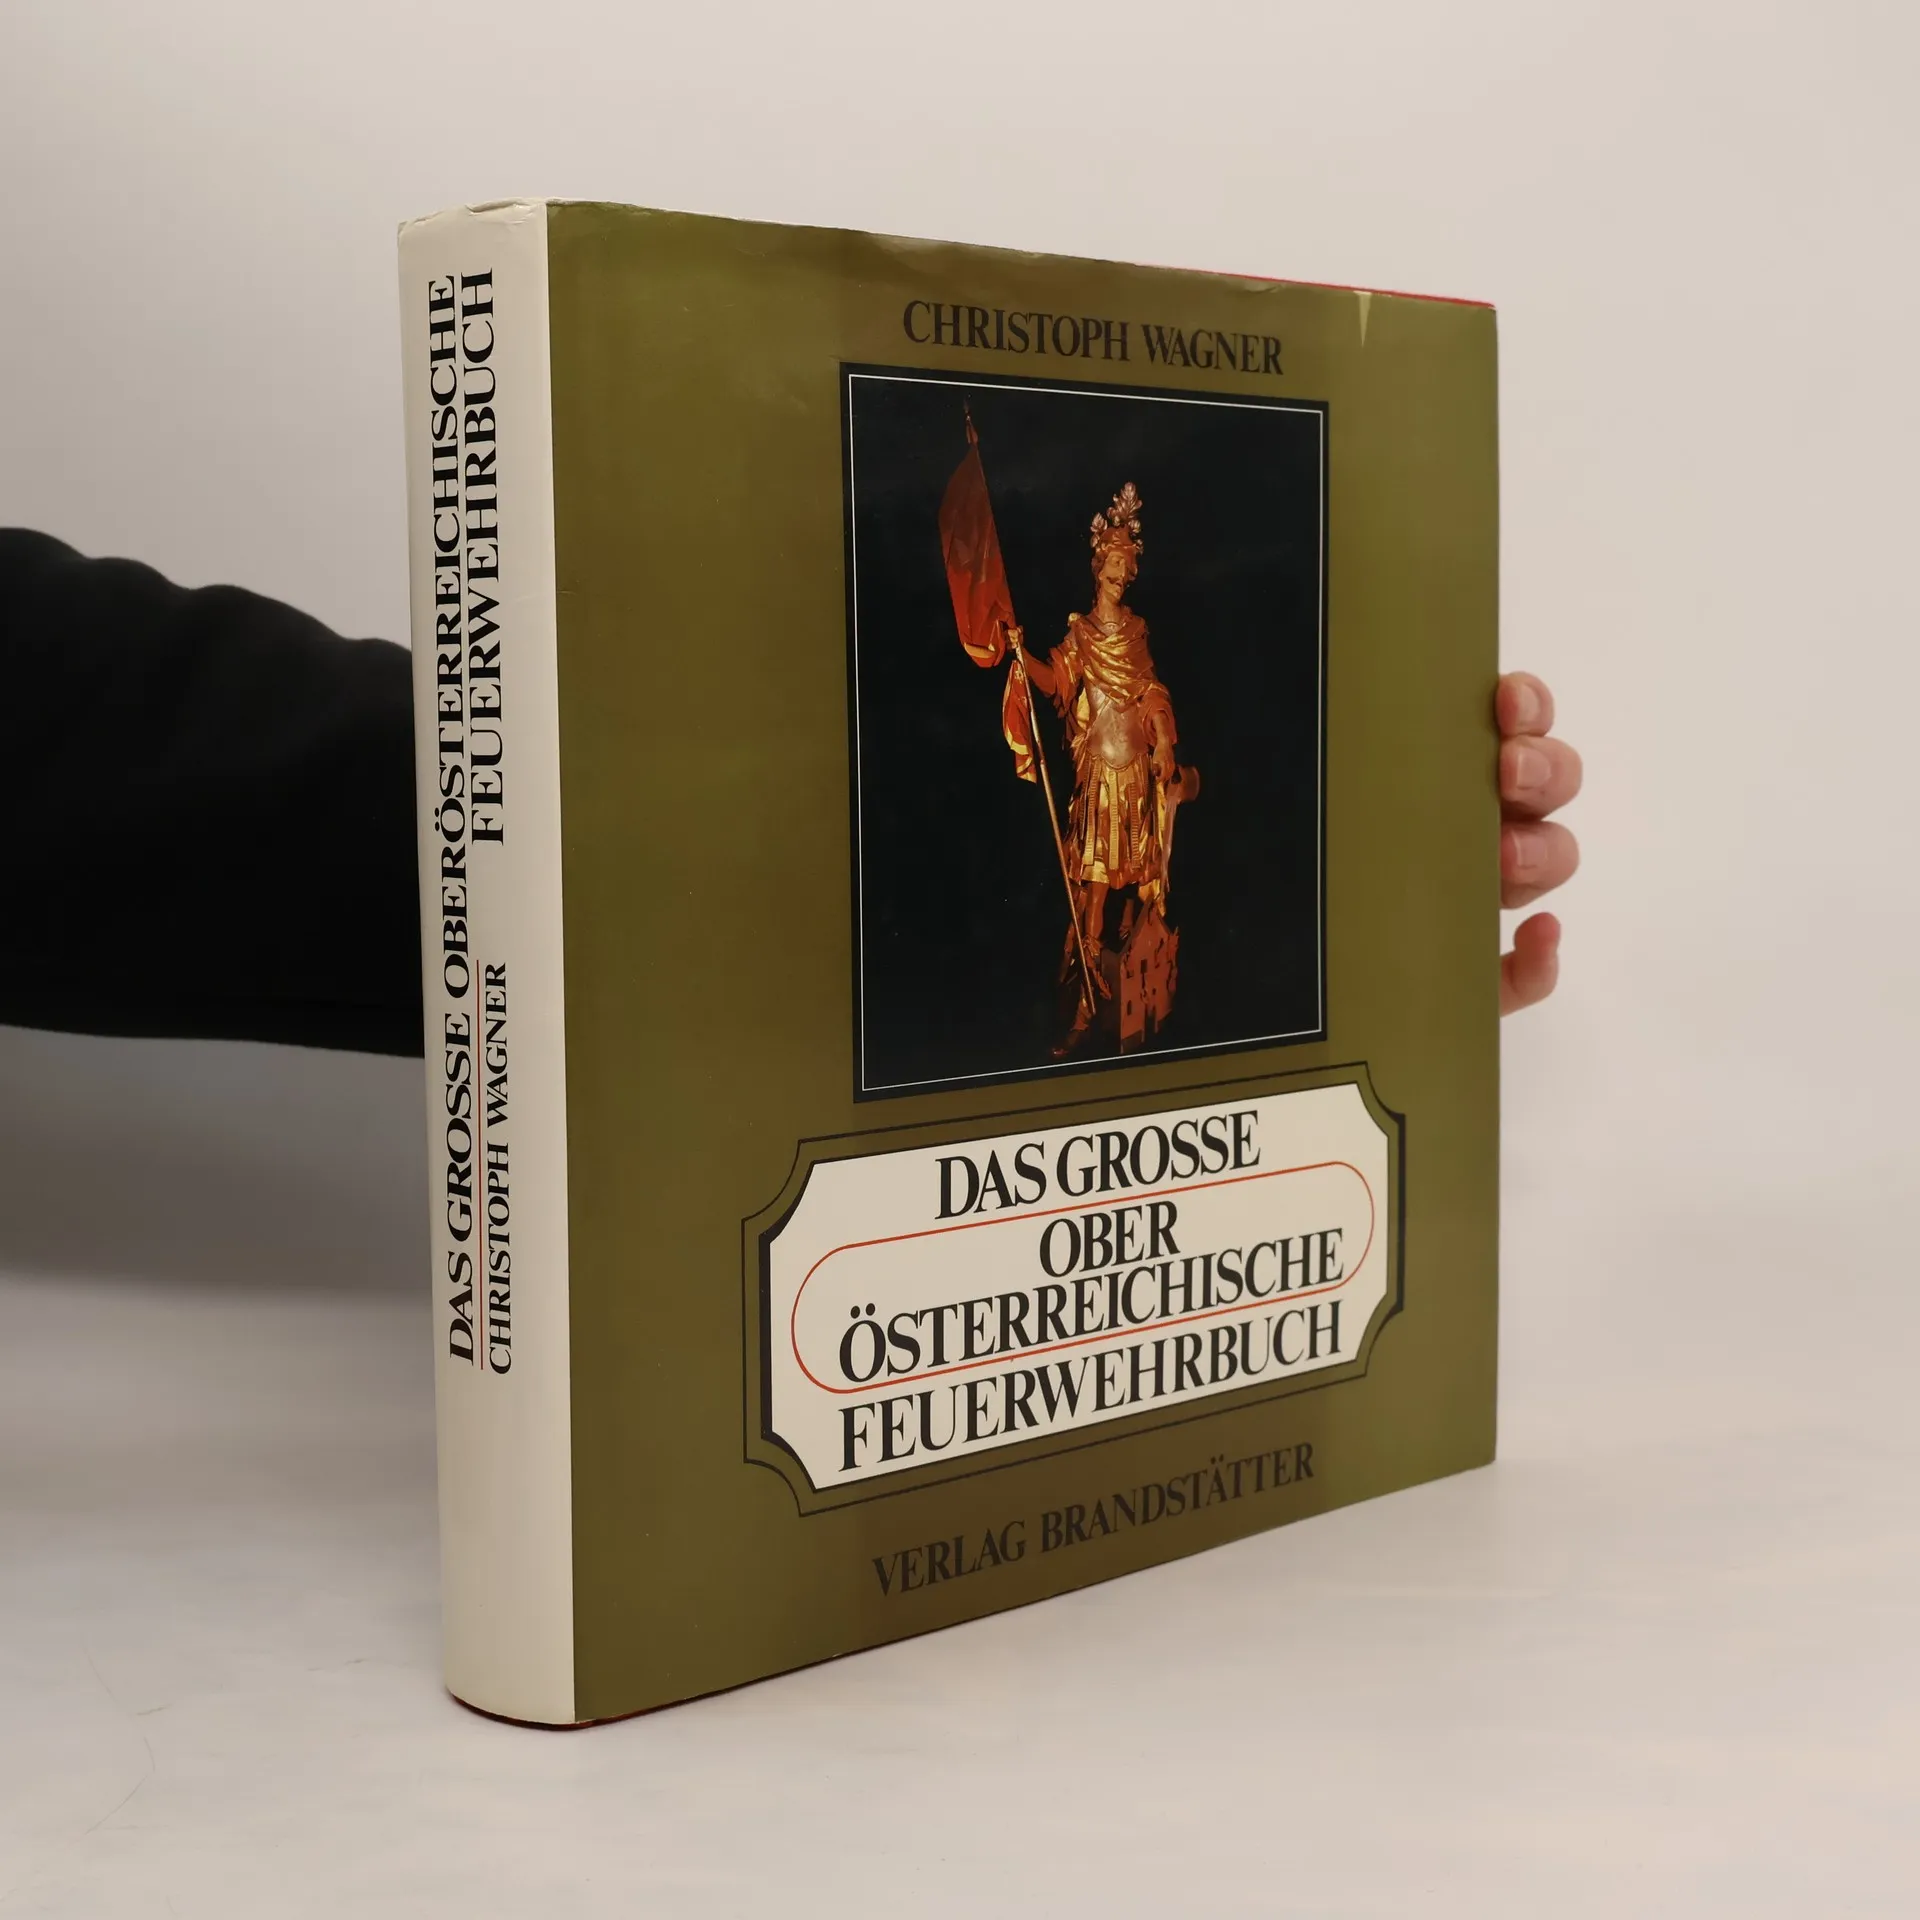 DAS GROSSE OBERÖSTERREICHISCHE
FEUERWEHRBUCH
CHRISTOPH WAGNER
CHRISTOPH WAGNER
DAS GROSSE
OBER
ÖSTERREICHISCHE
FEUERWEHRBUCH
VERLAG BRANDSTÄTTER